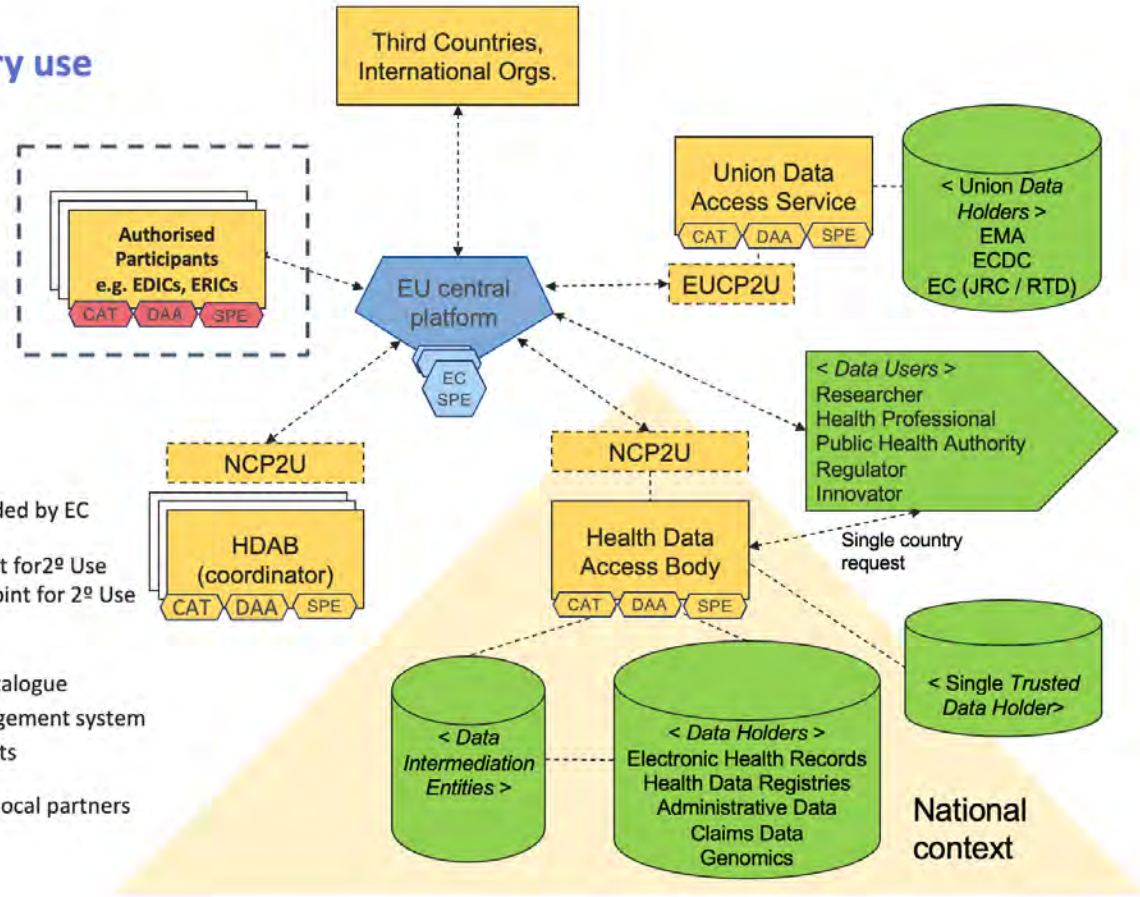 ry use
Third Countries,
International Orgs.
Authorised
Participants
e.g. EDICs, ERICs
CAT DAA SPE
EU central
platform
EC
SPE
Union Data
Access Service
CAT DAA SPE
EUCP2U
< Union Data
Holders >
EMA
ECDC
EC (JRC / RTD)
< Data Users >
Researcher
Health Professional
Public Health Authority
Regulator
Innovator
NCP2U
HDAB
(coordinator)
CAT DAA SPE
NCP2U
Health Data
Access Body
CAT DAA SPE
Single country
request
ded by EC
t for2º Use
oint for 2º Use
talogue
gement system
ts
local partners
< Data
Intermediation
Entities >
< Data Holders >
Electronic Health Records
Health Data Registries
Administrative Data
Claims Data
Genomics
< Single Trusted
Data Holder>
National
context